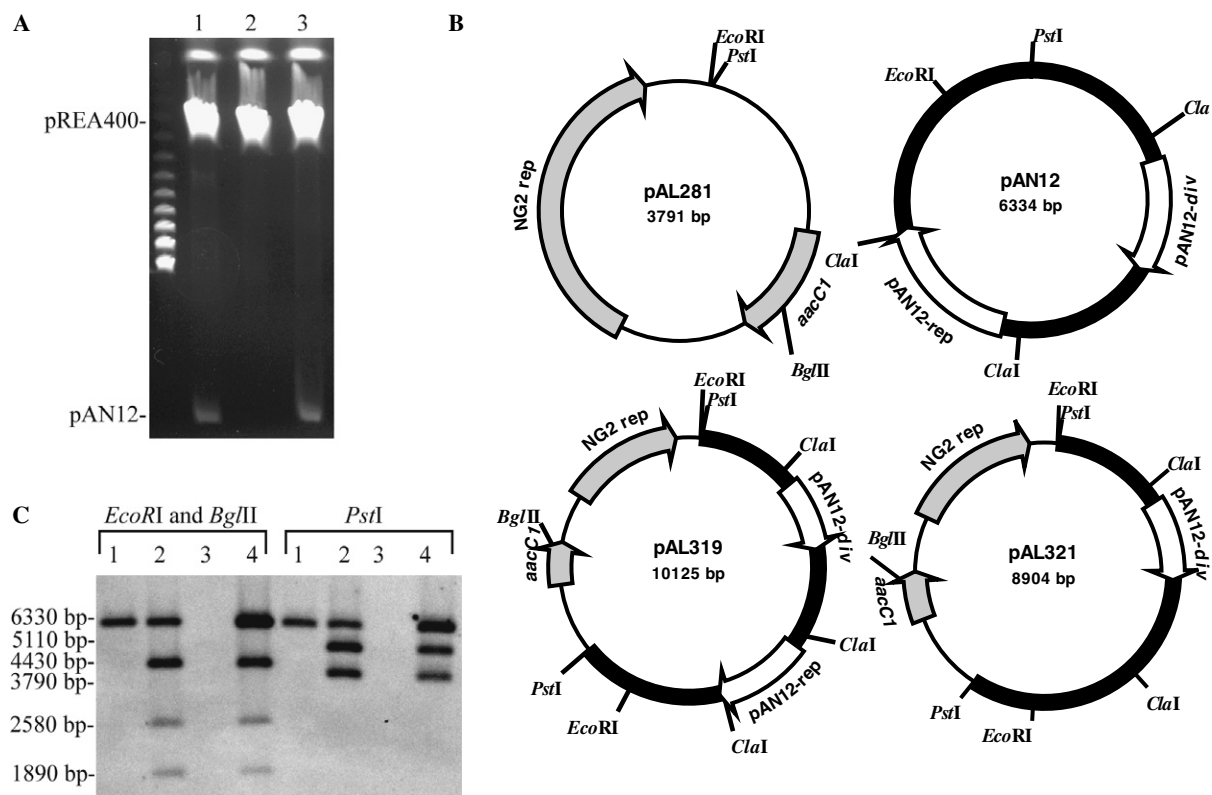 A
1 2 3
pREA400-
pAN12-
B
EcoRI
PstI
NG2 rep
pAL281
3791 bp
aacC1
BglII
PstI
EcoRI
Cla
pAN12
6334 bp
pAN12-div
ClaI
pAN12-rep
ClaI
EcoRI
PstI
NG2 rep
ClaI
pAN12-div
BglII
aacC1
pAL319
10125 bp
ClaI
pAN12-rep
PstI
EcoRI
ClaI
EcoRI
PstI
NG2 rep
ClaI
pAN12-div
BglII
aacC1
pAL321
8904 bp
PstI
EcoRI
ClaI
C
EcoRI and BglII PstI
1 2 3 4 1 2 3 4
6330 bp-
5110 bp-
4430 bp-
3790 bp-
2580 bp-
1890 bp-